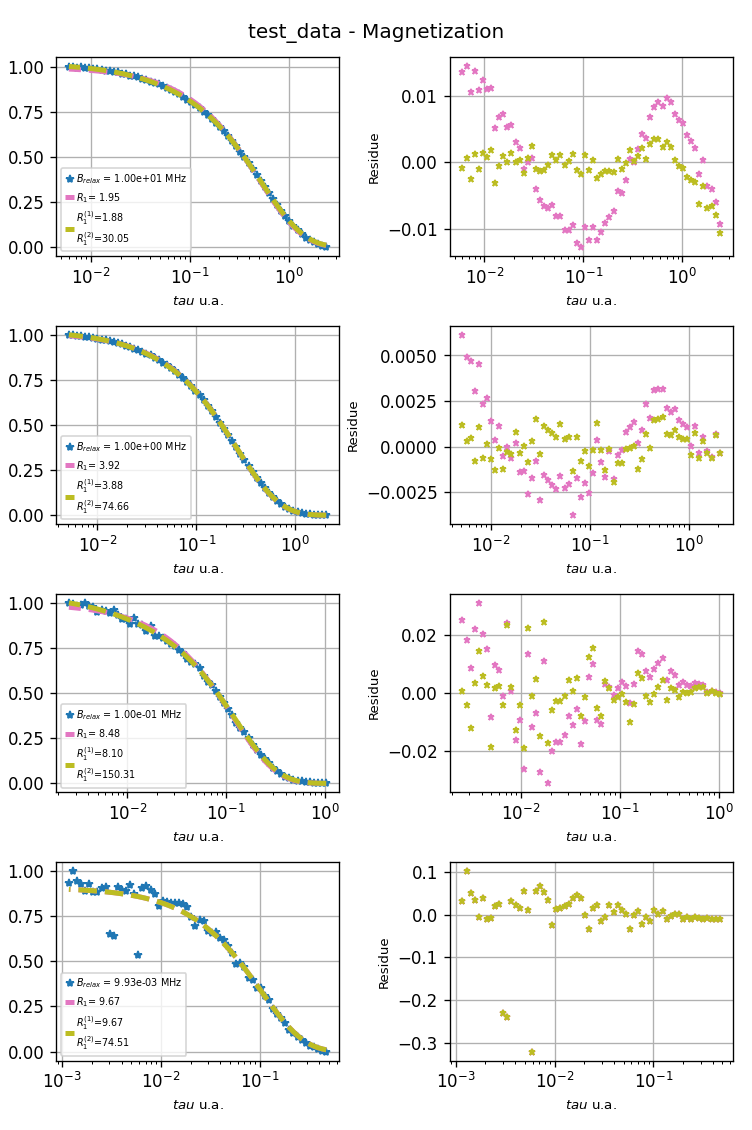 test_data - Magnetization
1.00
0.75
0.50
0.25
0.00
B_relax = 1.00e+01 MHz
R_1 = 1.95
R_1^(1)=1.88
R_1^(2)=30.05
10^−2 10^−1 10^0
tau u.a.
Residue
0.01
0.00
−0.01
10^−2 10^−1 10^0
tau u.a.
1.00
0.75
0.50
0.25
0.00
B_relax = 1.00e+00 MHz
R_1 = 3.92
R_1^(1)=3.88
R_1^(2)=74.66
10^−2 10^−1 10^0
tau u.a.
Residue
0.0050
0.0025
0.0000
−0.0025
10^−2 10^−1 10^0
tau u.a.
1.00
0.75
0.50
0.25
0.00
B_relax = 1.00e-01 MHz
R_1 = 8.48
R_1^(1)=8.10
R_1^(2)=150.31
10^−2 10^−1 10^0
tau u.a.
Residue
0.02
0.00
−0.02
10^−2 10^−1 10^0
tau u.a.
1.00
0.75
0.50
0.25
0.00
B_relax = 9.93e-03 MHz
R_1 = 9.67
R_1^(1)=9.67
R_1^(2)=74.51
10^−3 10^−2 10^−1
tau u.a.
Residue
0.1
0.0
−0.1
−0.2
−0.3
10^−3 10^−2 10^−1
tau u.a.